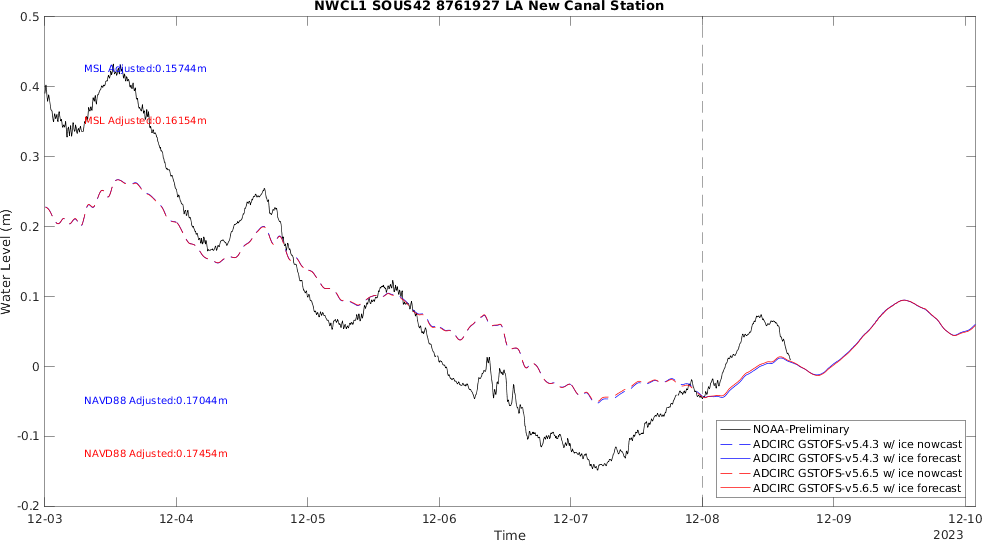 NWCL1 SOUS42 8761927 LA New Canal Station
0.5
0.4
0.3
0.2
0.1
0
-0.1
-0.2
Water Level (m)
MSL Adjusted:0.15744m
MSL Adjusted:0.16154m
NAVD88 Adjusted:0.17044m
NAVD88 Adjusted:0.17454m
NOAA-Preliminary
ADCIRC GSTOFS-v5.4.3 w/ ice nowcast
ADCIRC GSTOFS-v5.4.3 w/ ice forecast
ADCIRC GSTOFS-v5.6.5 w/ ice nowcast
ADCIRC GSTOFS-v5.6.5 w/ ice forecast
12-03 12-04 12-05 12-06 12-07 12-08 12-09 12-10
Time
2023